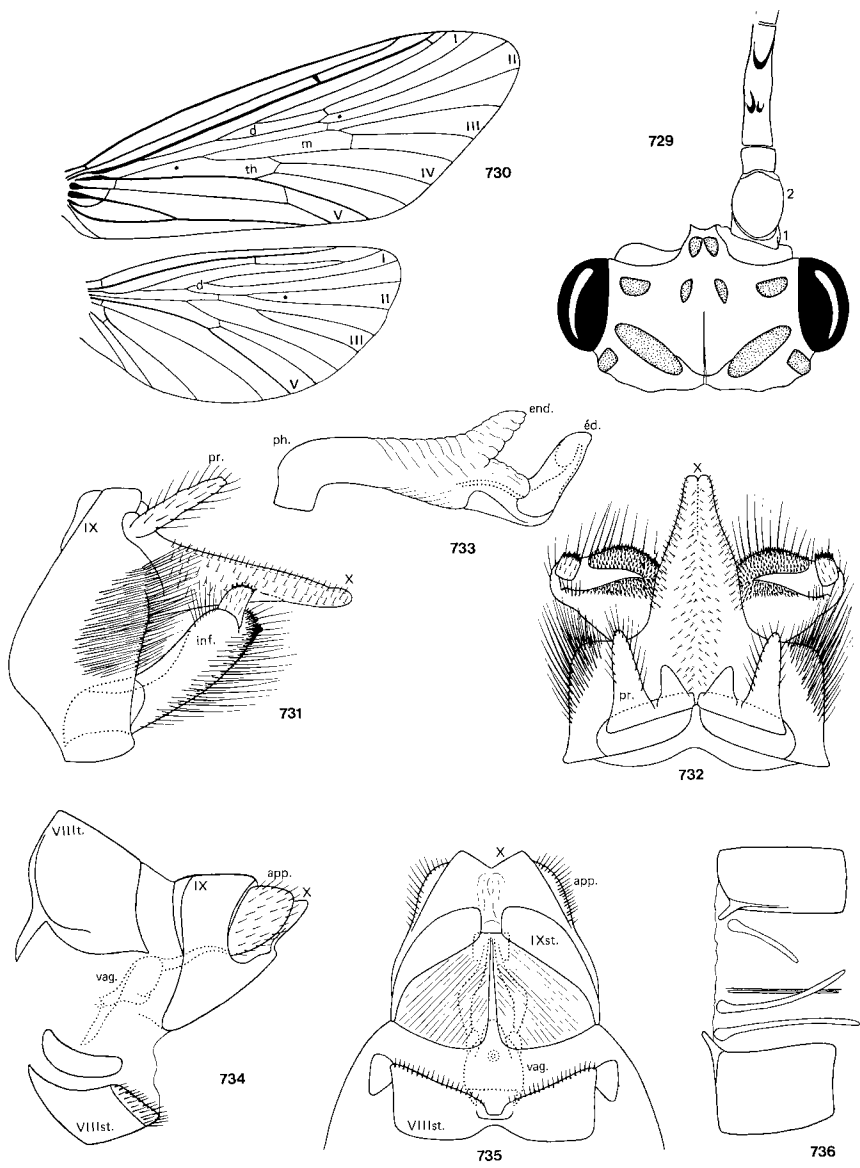 I
II
III
IV
V
d
m
th
730
729
2
1
I
d
II
III
V
end.
éd.
ph.
733
pr.
IX
X
inf.
731
X
pr.
732
VIIIt.
IX
app.
X
vag.
VIIIst.
734
X
app.
IXst.
vag.
VIIIst.
735
736